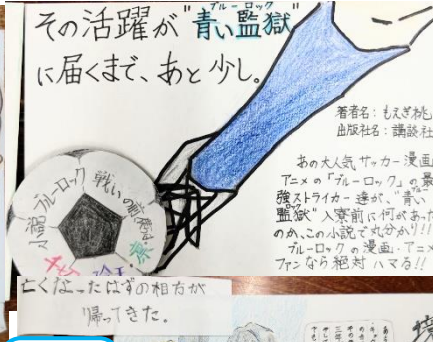 その活躍が"青い監獄"
ブルーロック
に届くまで、あと少し。
著者名：もえぎ桃
出版社名：講談社
あの大人気サッカー漫画
アニメの「ブルーロック」の最
強ストライカー達が、"青い
監獄"入寮前に何があった
のか、この小説で丸分かり!!
ブルーロックの漫画・アニメ
ファンなら絶対ハマる!!
小説 ブルーロック 戦いの前、僕らは。
亡くなったはずの相方が
帰ってきた。